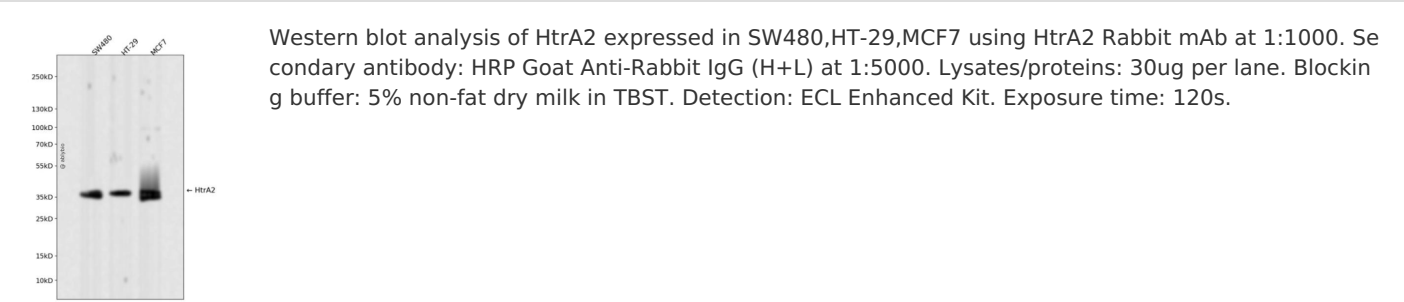 SW480 HT-29 MCF7
250kD
130kD
100kD
70kD
55kD
35kD
25kD
15kD
10kD
@ abybio
← HtrA2
Western blot analysis of HtrA2 expressed in SW480,HT-29,MCF7 using HtrA2 Rabbit mAb at 1:1000. Se
condary antibody: HRP Goat Anti-Rabbit IgG (H+L) at 1:5000. Lysates/proteins: 30ug per lane. Blockin
g buffer: 5% non-fat dry milk in TBST. Detection: ECL Enhanced Kit. Exposure time: 120s.